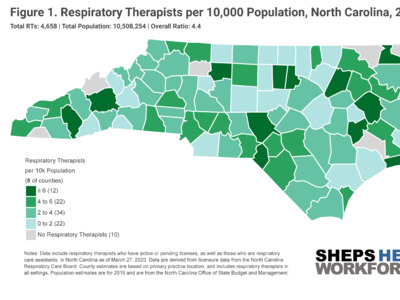 Figure 1. Respiratory Therapists per 10,000 Population, North Carolina, 2
Total RTs: 4,658 | Total Population: 10,508,254 | Overall Ratio: 4.4
Respiratory Therapists
per 10k Population
(# of counties)
≥ 6 (12)
4 to 6 (22)
2 to 4 (34)
0 to 2 (22)
No Respiratory Therapists (10)
Notes: Data include respiratory therapists who have active or pending licenses, as well as those who are respiratory
care assistants, in North Carolina as of March 27, 2020. Data are derived from licensure data from the North Carolina
Respiratory Care Board. County estimates are based on primary practice location, and includes respiratory therapists in
all settings. Population estimates are for 2019 and are from the North Carolina Office of State Budget and Management.
SHEPS HE
WORKFOR